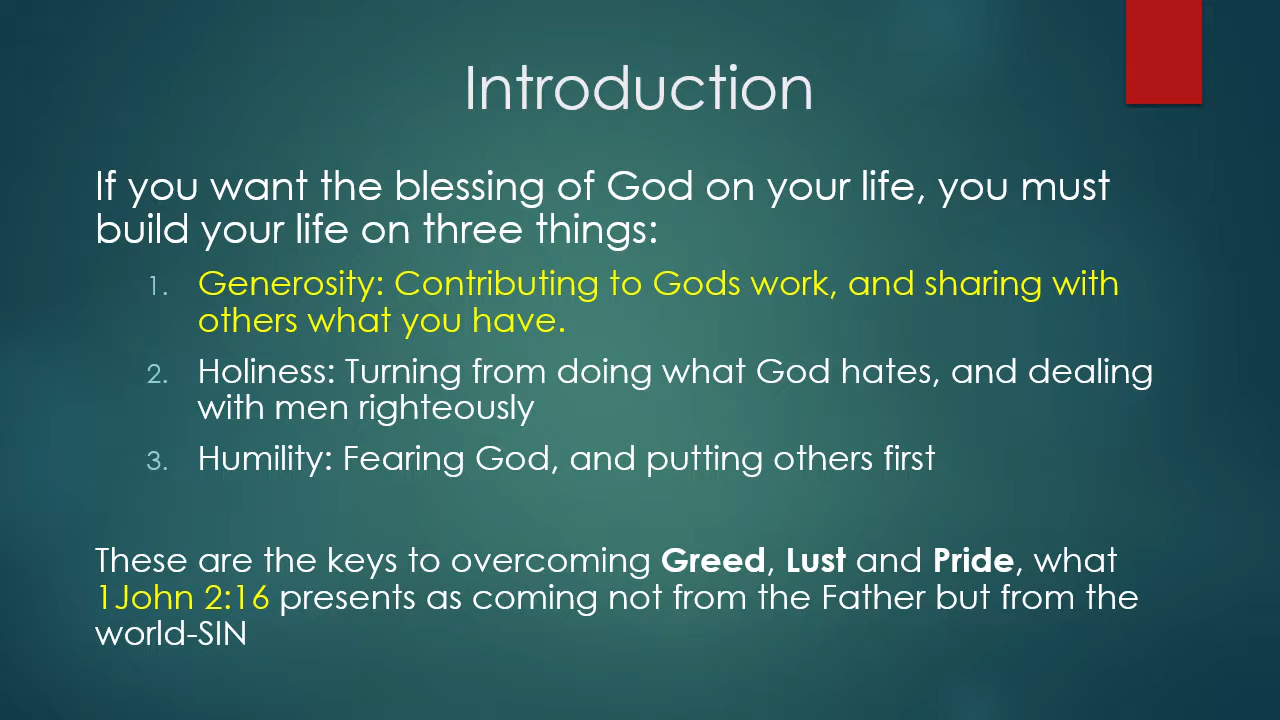 Introduction
If you want the blessing of God on your life, you must
build your life on three things:
1. Generosity: Contributing to Gods work, and sharing with
others what you have.
2. Holiness: Turning from doing what God hates, and dealing
with men righteously
3. Humility: Fearing God, and putting others first
These are the keys to overcoming Greed, Lust and Pride, what
1John 2:16 presents as coming not from the Father but from the
world-SIN